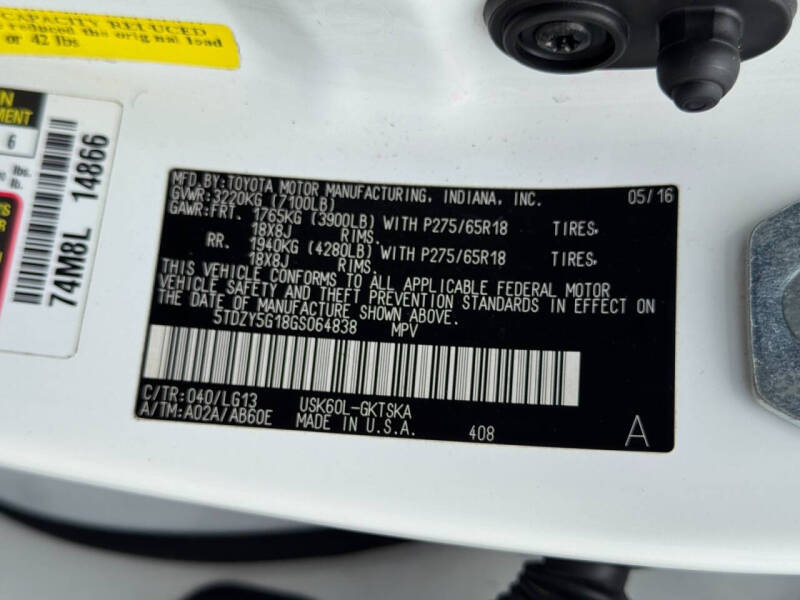 CAPACITY REDUCED
reduced the original load
or 42 lbs
MENT
6
lbs.
74M8L 14866
MFD.BY:TOYOTA MOTOR MANUFACTURING, INDIANA, INC. 05/16
GVWR:3220KG (7100LB)
GAWR:FRT. 1765KG (3900LB) WITH P275/65R18 TIRES,
18X8J RIMS.
RR. 1940KG (4280LB) WITH P275/65R18 TIRES,
18X8J RIMS.
THIS VEHICLE CONFORMS TO ALL APPLICABLE FEDERAL MOTOR
VEHICLE SAFETY AND THEFT PREVENTION STANDARDS IN EFFECT ON
THE DATE OF MANUFACTURE SHOWN ABOVE.
5TDZY5G18GS064838 MPV
C/TR:040/LG13 USK60L-GKTSKA
A/TM:A02A/AB60E MADE IN U.S.A. 408 A